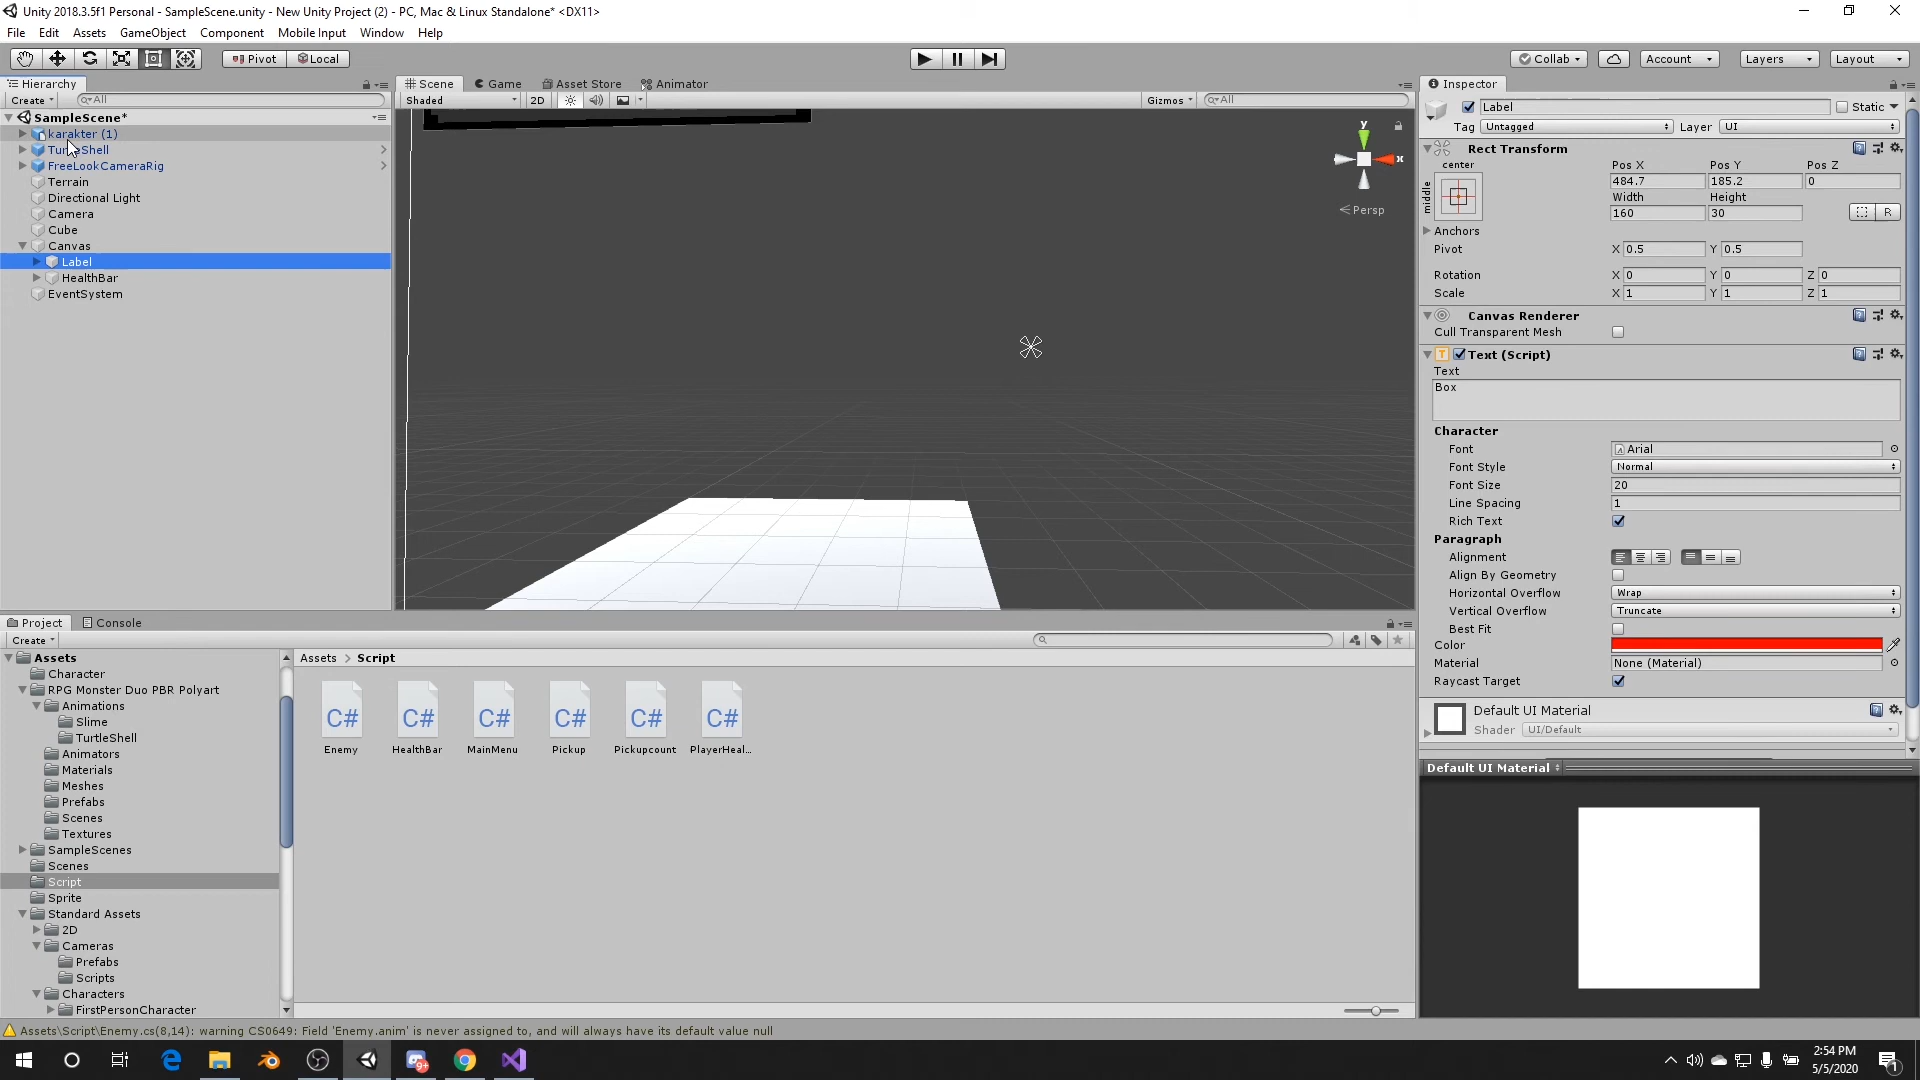 Unity 2018.3.5f1 Personal - SampleScene.unity - New Unity Project (2) - PC, Mac & Linux Standalone* <DX11>
File Edit Assets GameObject Component Mobile Input Window Help
Pivot Local Collab Account Layers Layout
Hierarchy
Create All
SampleScene*
karakter (1)
TurtleShell
FreeLookCameraRig
Terrain
Directional Light
Camera
Cube
Canvas
Label
HealthBar
EventSystem
Scene Game Asset Store Animator
Shaded 2D Gizmos All
y
x
Persp
Inspector
Label Static
Tag Untagged Layer UI
Rect Transform
center Pos X Pos Y Pos Z
middle 484.7 185.2 0
Width Height
160 30 R
Anchors
Pivot X 0.5 Y 0.5
Rotation X 0 Y 0 Z 0
Scale X 1 Y 1 Z 1
Canvas Renderer
Cull Transparent Mesh
Text (Script)
Text
Box
Character
Font Arial
Font Style Normal
Font Size 20
Line Spacing 1
Rich Text
Paragraph
Alignment
Align By Geometry
Horizontal Overflow Wrap
Vertical Overflow Truncate
Best Fit
Color
Material None (Material)
Raycast Target
Default UI Material
Shader UI/Default
Default UI Material
Project Console
Create
Assets
Character
RPG Monster Duo PBR Polyart
Animations
Slime
TurtleShell
Animators
Materials
Meshes
Prefabs
Scenes
Textures
SampleScenes
Scenes
Script
Sprite
Standard Assets
2D
Cameras
Prefabs
Scripts
Characters
FirstPersonCharacter
Assets > Script
C# C# C# C# C# C#
Enemy HealthBar MainMenu Pickup Pickupcount PlayerHeal...
Assets\Script\Enemy.cs(8,14): warning CS0649: Field 'Enemy.anim' is never assigned to, and will always have its default value null
2:54 PM
5/5/2020